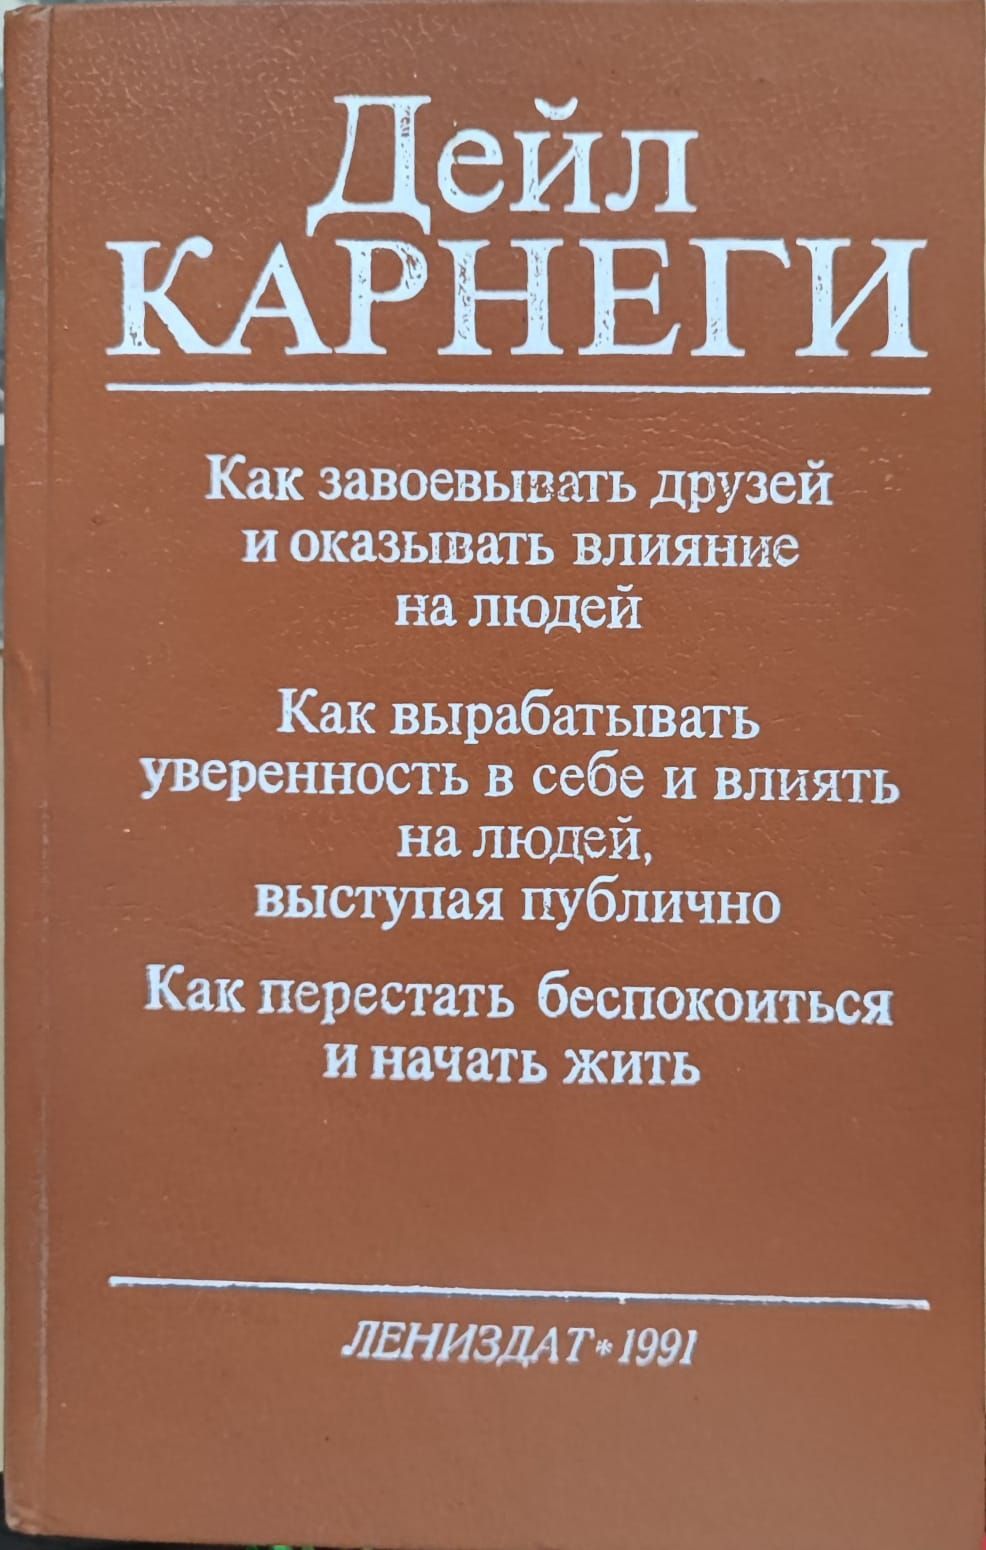 Дейл
КАРНЕГИ
Как завоевывать друзей
и оказывать влияние
на людей
Как вырабатывать
уверенность в себе и влиять
на людей,
выступая публично
Как перестать беспокоиться
и начать жить
ЛЕНИЗДАТ*1991